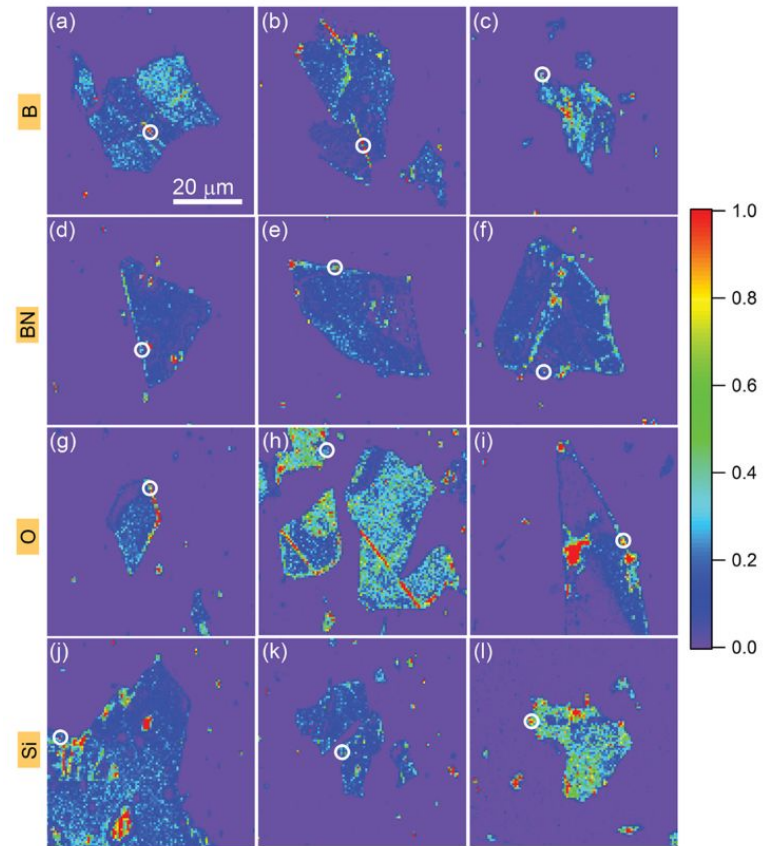 (a)
(b)
(c)
B
20 μm
(d)
(e)
(f)
BN
(g)
(h)
(i)
O
(j)
(k)
(l)
Si
1.0
0.8
0.6
0.4
0.2
0.0